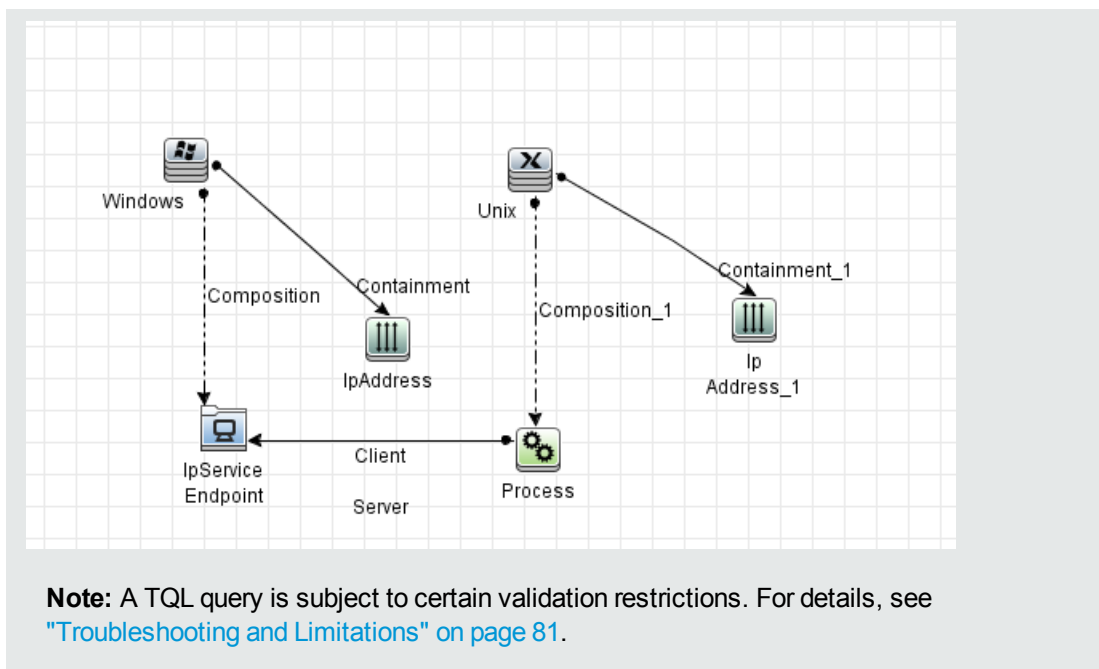 Windows
Unix
Containment_1
Composition
Containment
Composition_1
IpAddress
Ip
Address_1
IpService
Endpoint
Client
Server
Process
Note: A TQL query is subject to certain validation restrictions. For details, see
"Troubleshooting and Limitations" on page 81.